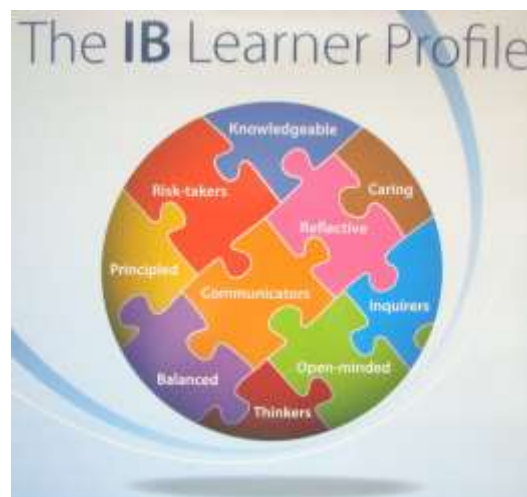 The IB Learner Profile
Knowledgeable
Risk-takers
Caring
Reflective
Principled
Communicators
Inquirers
Balanced
Open-minded
Thinkers